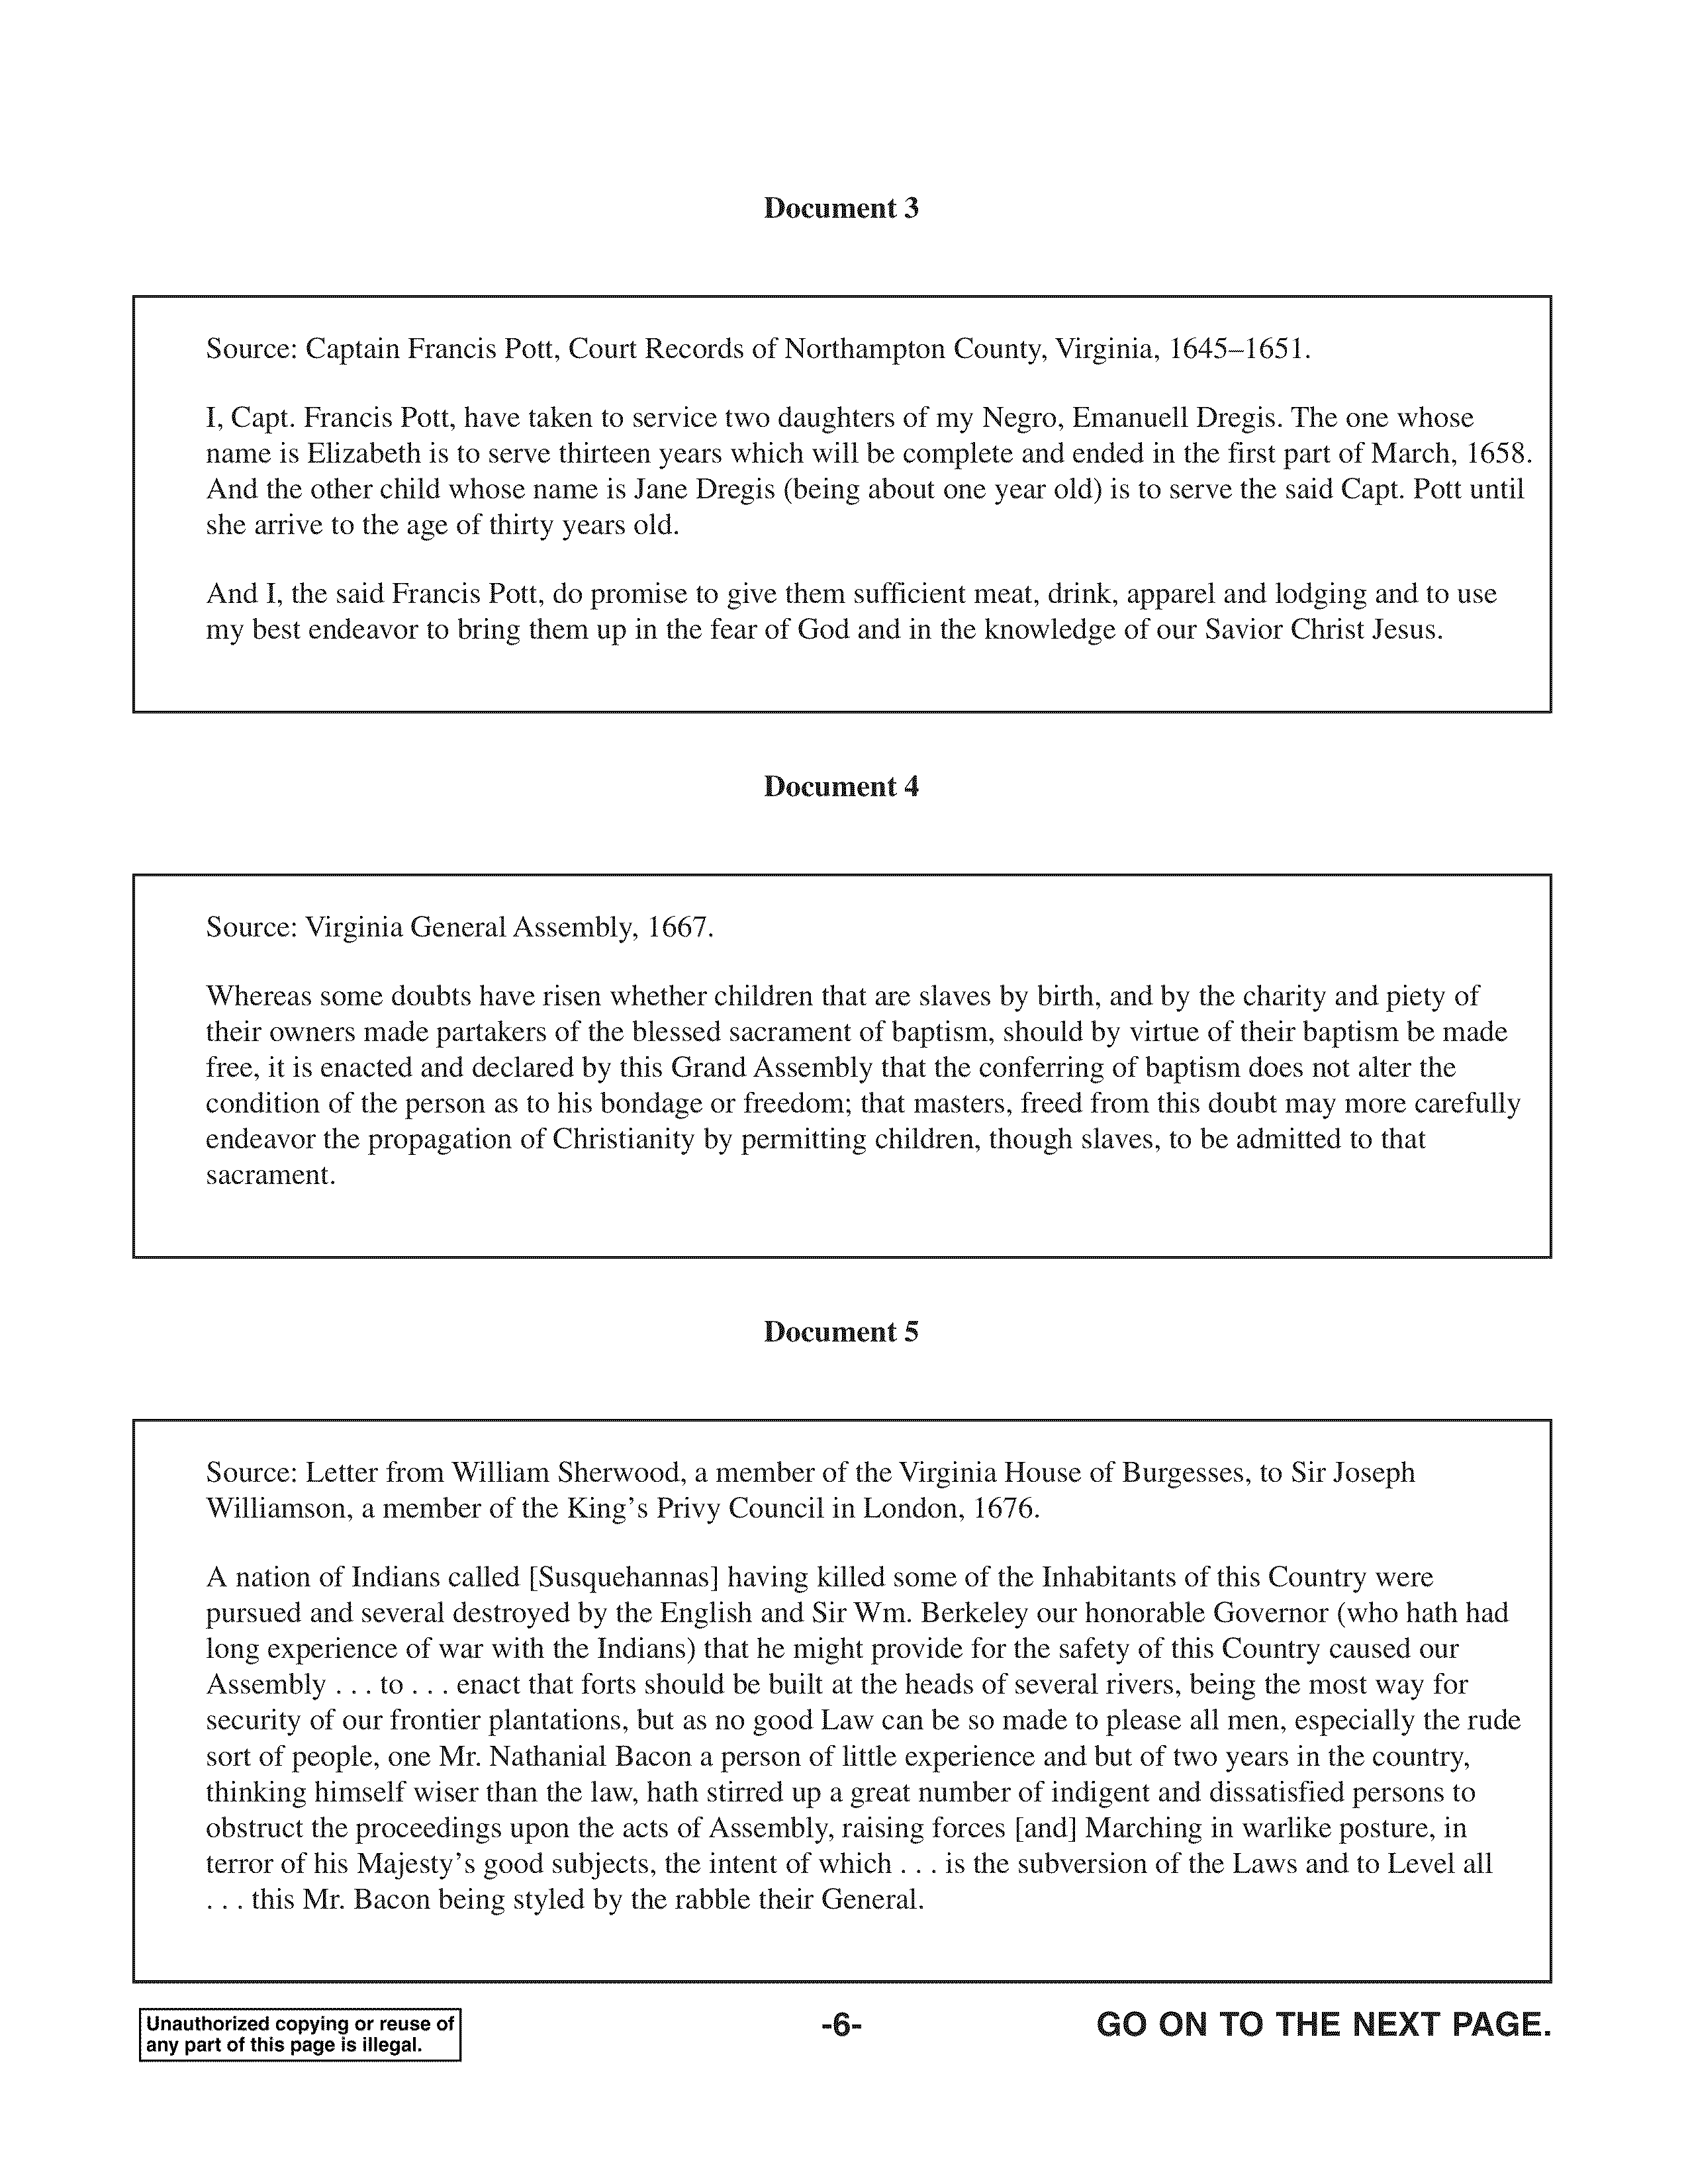 Document 3
Source: Captain Francis Pott, Court Records of Northampton County, Virginia, 1645–1651.
I, Capt. Francis Pott, have taken to service two daughters of my Negro, Emanuell Dregis. The one whose
name is Elizabeth is to serve thirteen years which will be complete and ended in the first part of March, 1658.
And the other child whose name is Jane Dregis (being about one year old) is to serve the said Capt. Pott until
she arrive to the age of thirty years old.
And I, the said Francis Pott, do promise to give them sufficient meat, drink, apparel and lodging and to use
my best endeavor to bring them up in the fear of God and in the knowledge of our Savior Christ Jesus.
Document 4
Source: Virginia General Assembly, 1667.
Whereas some doubts have risen whether children that are slaves by birth, and by the charity and piety of
their owners made partakers of the blessed sacrament of baptism, should by virtue of their baptism be made
free, it is enacted and declared by this Grand Assembly that the conferring of baptism does not alter the
condition of the person as to his bondage or freedom; that masters, freed from this doubt may more carefully
endeavor the propagation of Christianity by permitting children, though slaves, to be admitted to that
sacrament.
Document 5
Source: Letter from William Sherwood, a member of the Virginia House of Burgesses, to Sir Joseph
Williamson, a member of the King's Privy Council in London, 1676.
A nation of Indians called [Susquehannas] having killed some of the Inhabitants of this Country were
pursued and several destroyed by the English and Sir Wm. Berkeley our honorable Governor (who hath had
long experience of war with the Indians) that he might provide for the safety of this Country caused our
Assembly . . . to . . . enact that forts should be built at the heads of several rivers, being the most way for
security of our frontier plantations, but as no good Law can be so made to please all men, especially the rude
sort of people, one Mr. Nathanial Bacon a person of little experience and but of two years in the country,
thinking himself wiser than the law, hath stirred up a great number of indigent and dissatisfied persons to
obstruct the proceedings upon the acts of Assembly, raising forces [and] Marching in warlike posture, in
terror of his Majesty's good subjects, the intent of which . . . is the subversion of the Laws and to Level all
. . . this Mr. Bacon being styled by the rabble their General.
Unauthorized copying or reuse of
any part of this page is illegal.
-6-
GO ON TO THE NEXT PAGE.